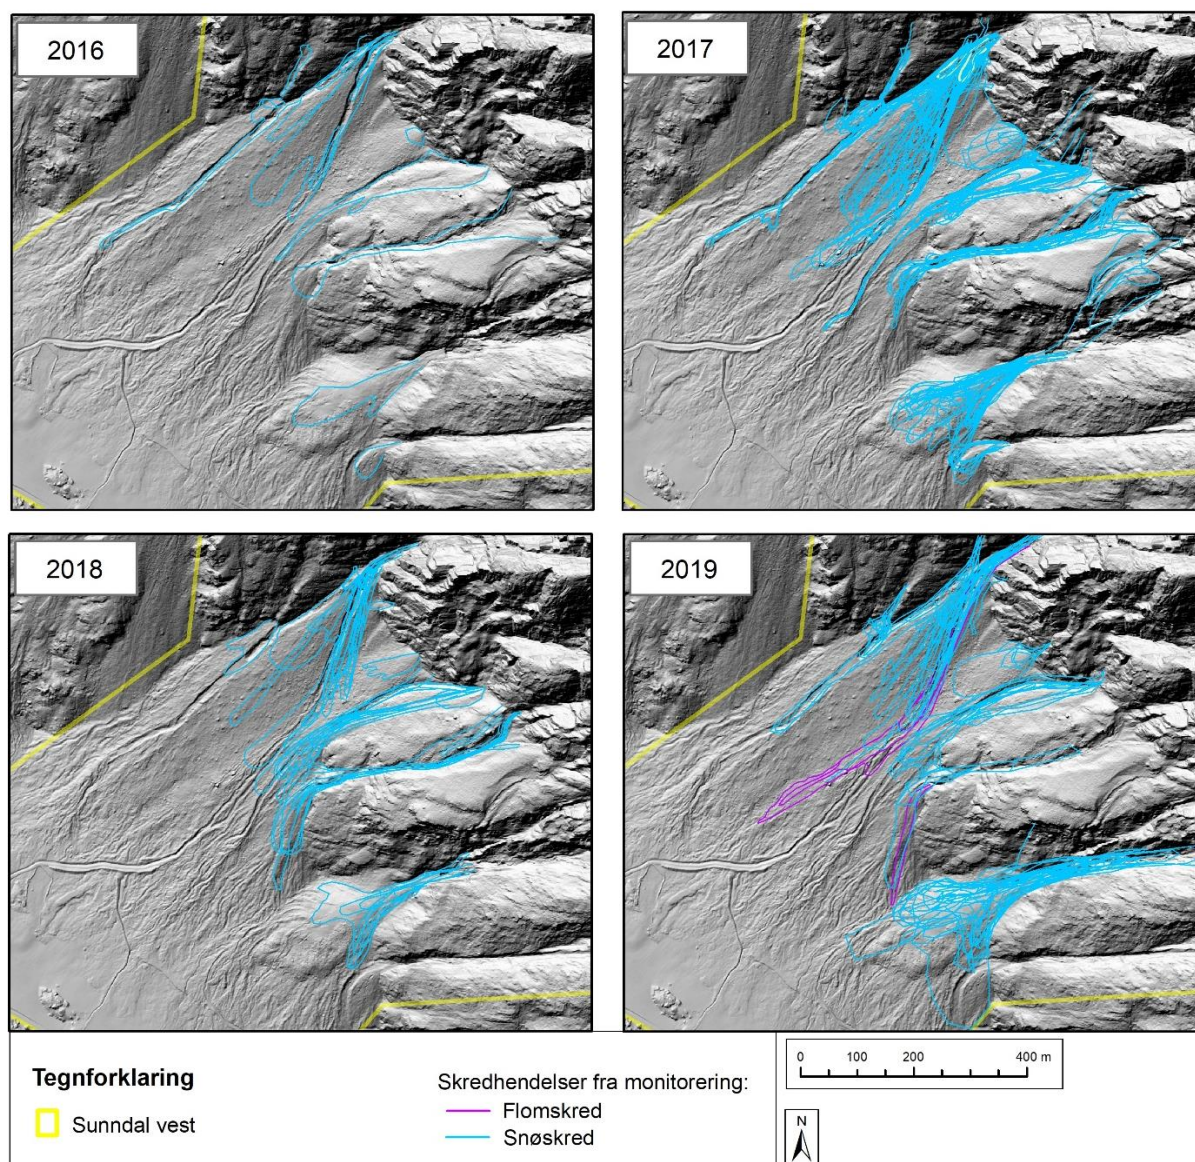 2016
2017
2018
2019
Tegnforklaring
Sunndal vest
Skredhendelser fra monitorering:
Flomskred
Snøskred
0 100 200 400 m
N